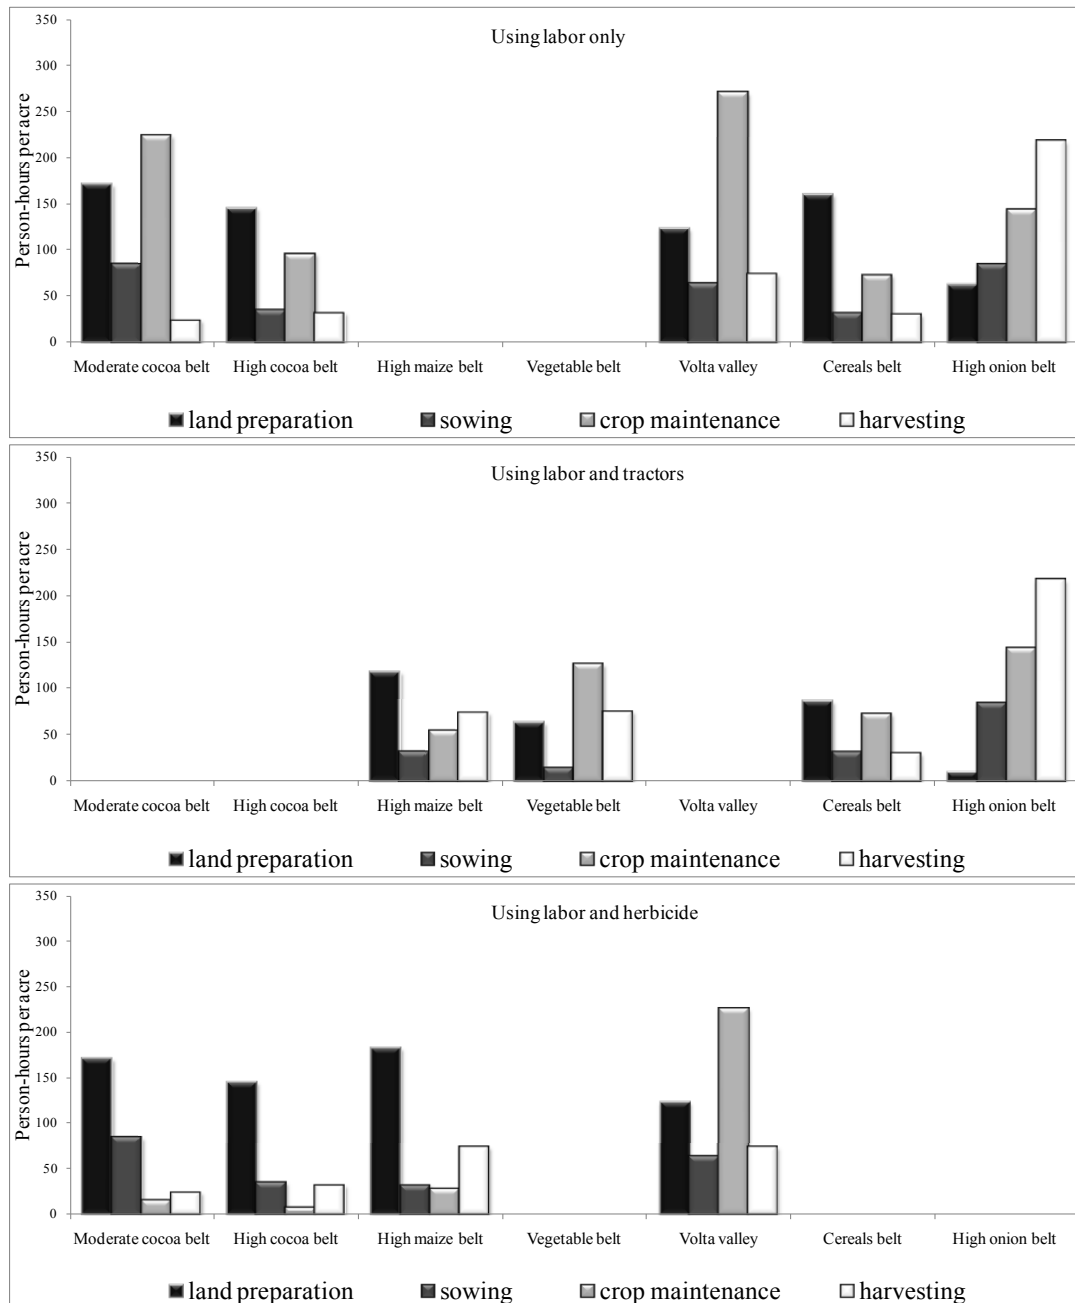 Using labor only
Person-hours per acre
350
300
250
200
150
100
50
0
Moderate cocoa belt High cocoa belt High maize belt Vegetable belt Volta valley Cereals belt High onion belt
land preparation sowing crop maintenance harvesting
Using labor and tractors
Person-hours per acre
350
300
250
200
150
100
50
0
Moderate cocoa belt High cocoa belt High maize belt Vegetable belt Volta valley Cereals belt High onion belt
land preparation sowing crop maintenance harvesting
Using labor and herbicide
Person-hours per acre
350
300
250
200
150
100
50
0
Moderate cocoa belt High cocoa belt High maize belt Vegetable belt Volta valley Cereals belt High onion belt
land preparation sowing crop maintenance harvesting